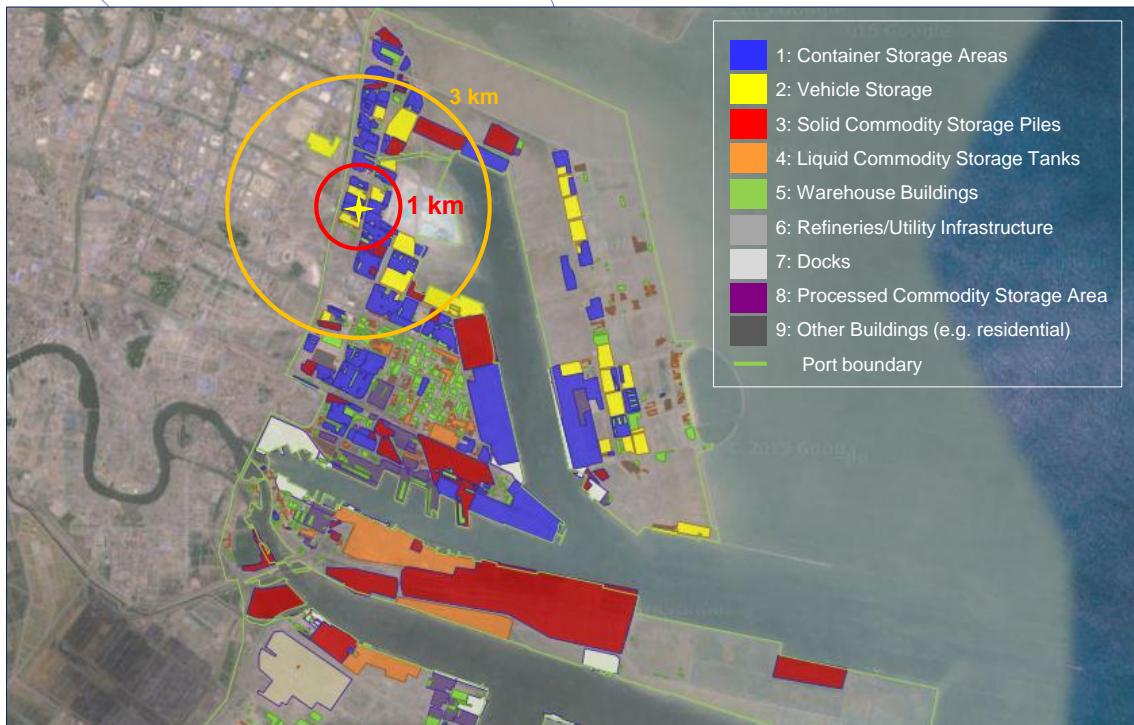 3 km
1 km
1: Container Storage Areas
2: Vehicle Storage
3: Solid Commodity Storage Piles
4: Liquid Commodity Storage Tanks
5: Warehouse Buildings
6: Refineries/Utility Infrastructure
7: Docks
8: Processed Commodity Storage Area
9: Other Buildings (e.g. residential)
Port boundary